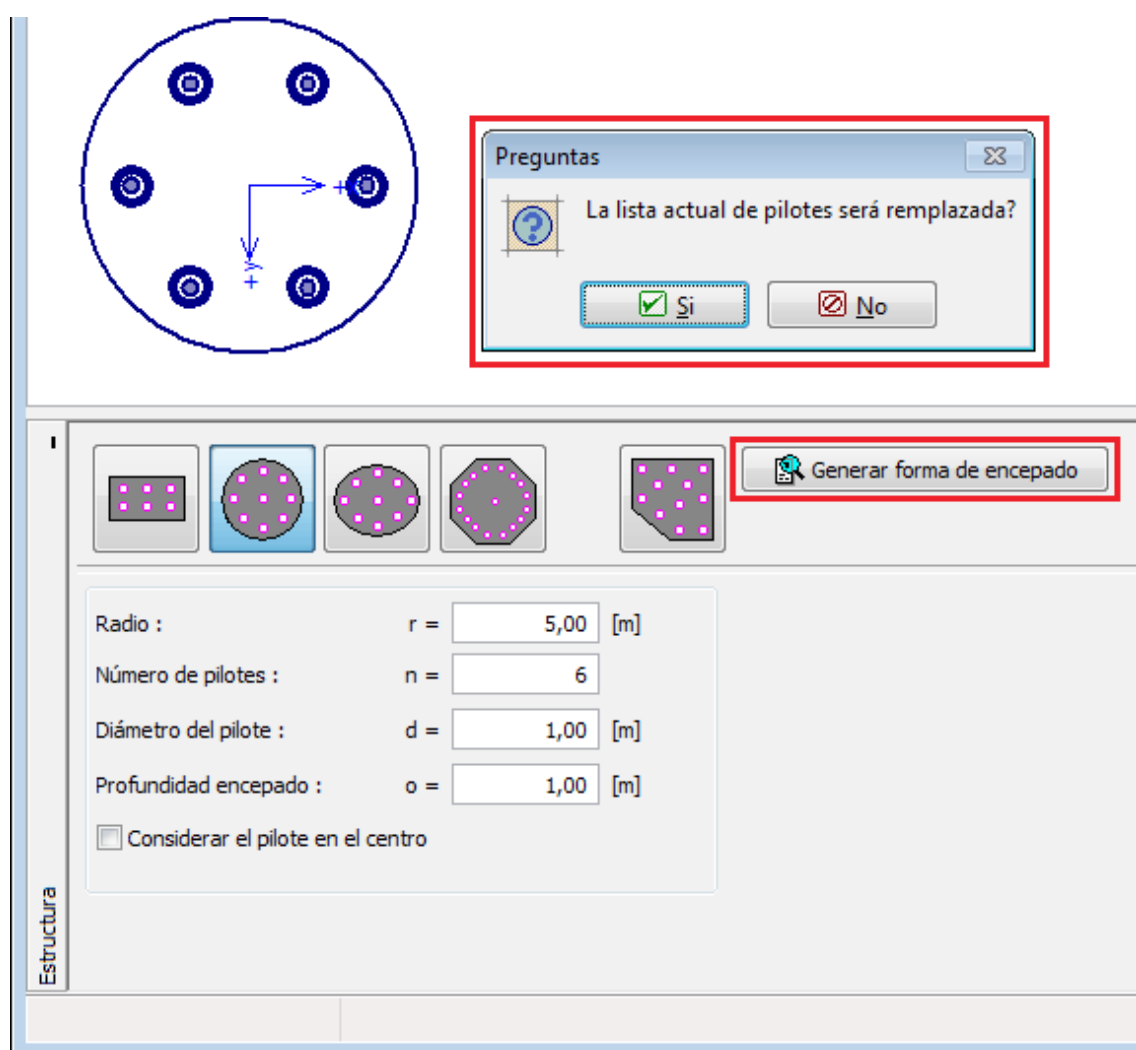 +x
+y
Preguntas
La lista actual de pilotes será remplazada?
Si
No
Generar forma de encepado
Radio : r = 5,00 [m]
Número de pilotes : n = 6
Diámetro del pilote : d = 1,00 [m]
Profundidad encepado : o = 1,00 [m]
Considerar el pilote en el centro
Estructura